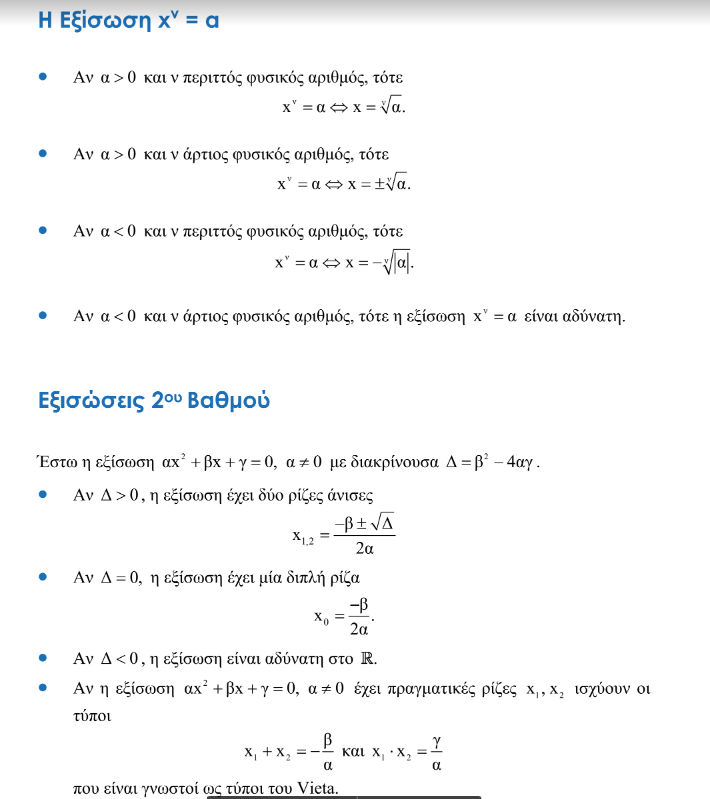 Η Εξίσωση xᵛ = α
• Αν α > 0 και ν περιττός φυσικός αριθμός, τότε
xᵛ = α ⇔ x = ᵛ√α.
• Αν α > 0 και ν άρτιος φυσικός αριθμός, τότε
xᵛ = α ⇔ x = ±ᵛ√α.
• Αν α < 0 και ν περιττός φυσικός αριθμός, τότε
xᵛ = α ⇔ x = −ᵛ√|α|.
• Αν α < 0 και ν άρτιος φυσικός αριθμός, τότε η εξίσωση xᵛ = α είναι αδύνατη.
Εξισώσεις 2ου Βαθμού
Έστω η εξίσωση αx² + βx + γ = 0, α ≠ 0 με διακρίνουσα Δ = β² − 4αγ.
• Αν Δ > 0, η εξίσωση έχει δύο ρίζες άνισες
x₁,₂ = (−β ± √Δ) / 2α
• Αν Δ = 0, η εξίσωση έχει μία διπλή ρίζα
x₀ = −β / 2α.
• Αν Δ < 0, η εξίσωση είναι αδύνατη στο ℝ.
• Αν η εξίσωση αx² + βx + γ = 0, α ≠ 0 έχει πραγματικές ρίζες x₁, x₂ ισχύουν οι
τύποι
x₁ + x₂ = −β/α και x₁ · x₂ = γ/α
που είναι γνωστοί ως τύποι του Vieta.